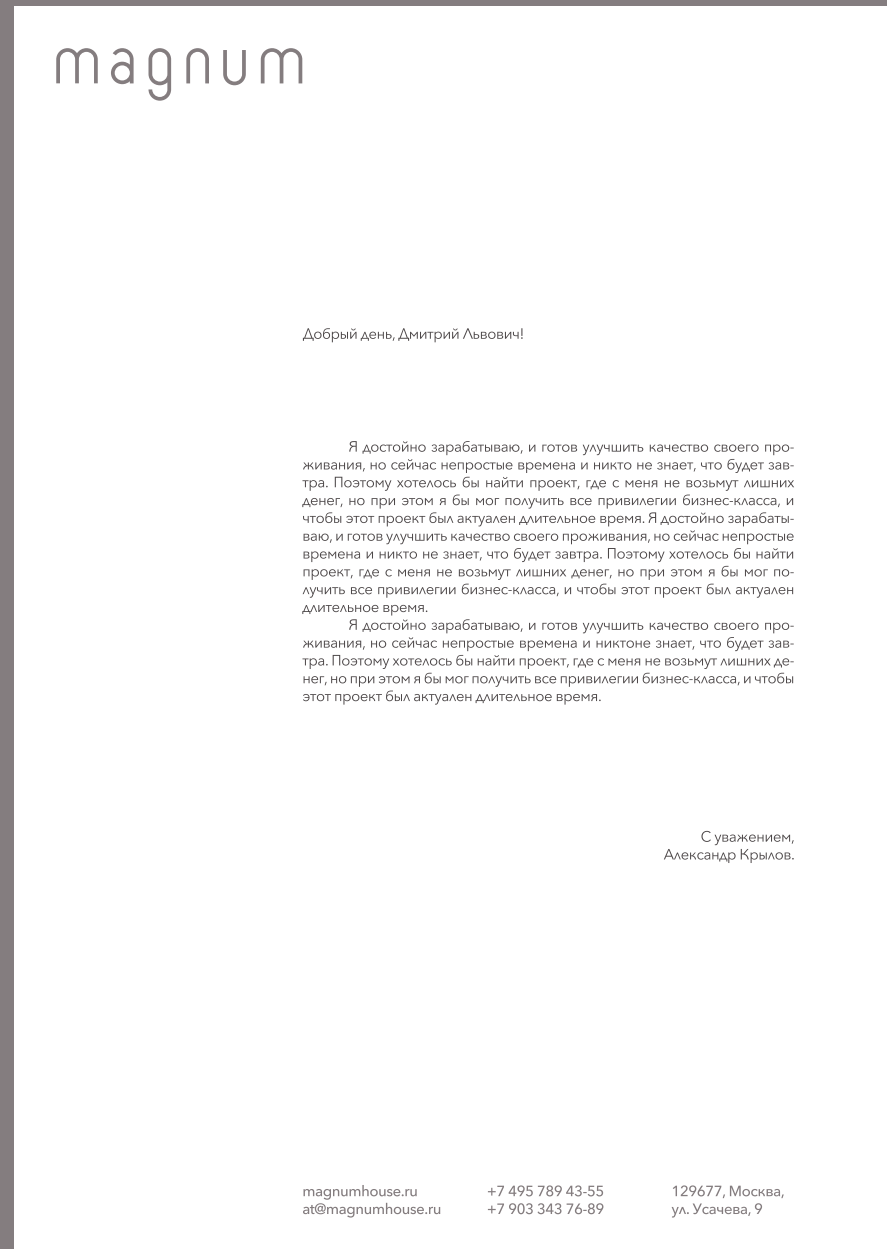 magnum
Добрый день, Дмитрий Львович!
Я достойно зарабатываю, и готов улучшить качество своего про-
живания, но сейчас непростые времена и никто не знает, что будет зав-
тра. Поэтому хотелось бы найти проект, где с меня не возьмут лишних
денег, но при этом я бы мог получить все привилегии бизнес-класса, и
чтобы этот проект был актуален длительное время. Я достойно зарабаты-
ваю, и готов улучшить качество своего проживания, но сейчас непростые
времена и никто не знает, что будет завтра. Поэтому хотелось бы найти
проект, где с меня не возьмут лишних денег, но при этом я бы мог по-
лучить все привилегии бизнес-класса, и чтобы этот проект был актуален
длительное время.
Я достойно зарабатываю, и готов улучшить качество своего про-
живания, но сейчас непростые времена и никтоне знает, что будет зав-
тра. Поэтому хотелось бы найти проект, где с меня не возьмут лишних де-
нег, но при этом я бы мог получить все привилегии бизнес-класса, и чтобы
этот проект был актуален длительное время.
С уважением,
Александр Крылов.
magnumhouse.ru +7 495 789 43-55 129677, Москва,
at@magnumhouse.ru +7 903 343 76-89 ул. Усачева, 9